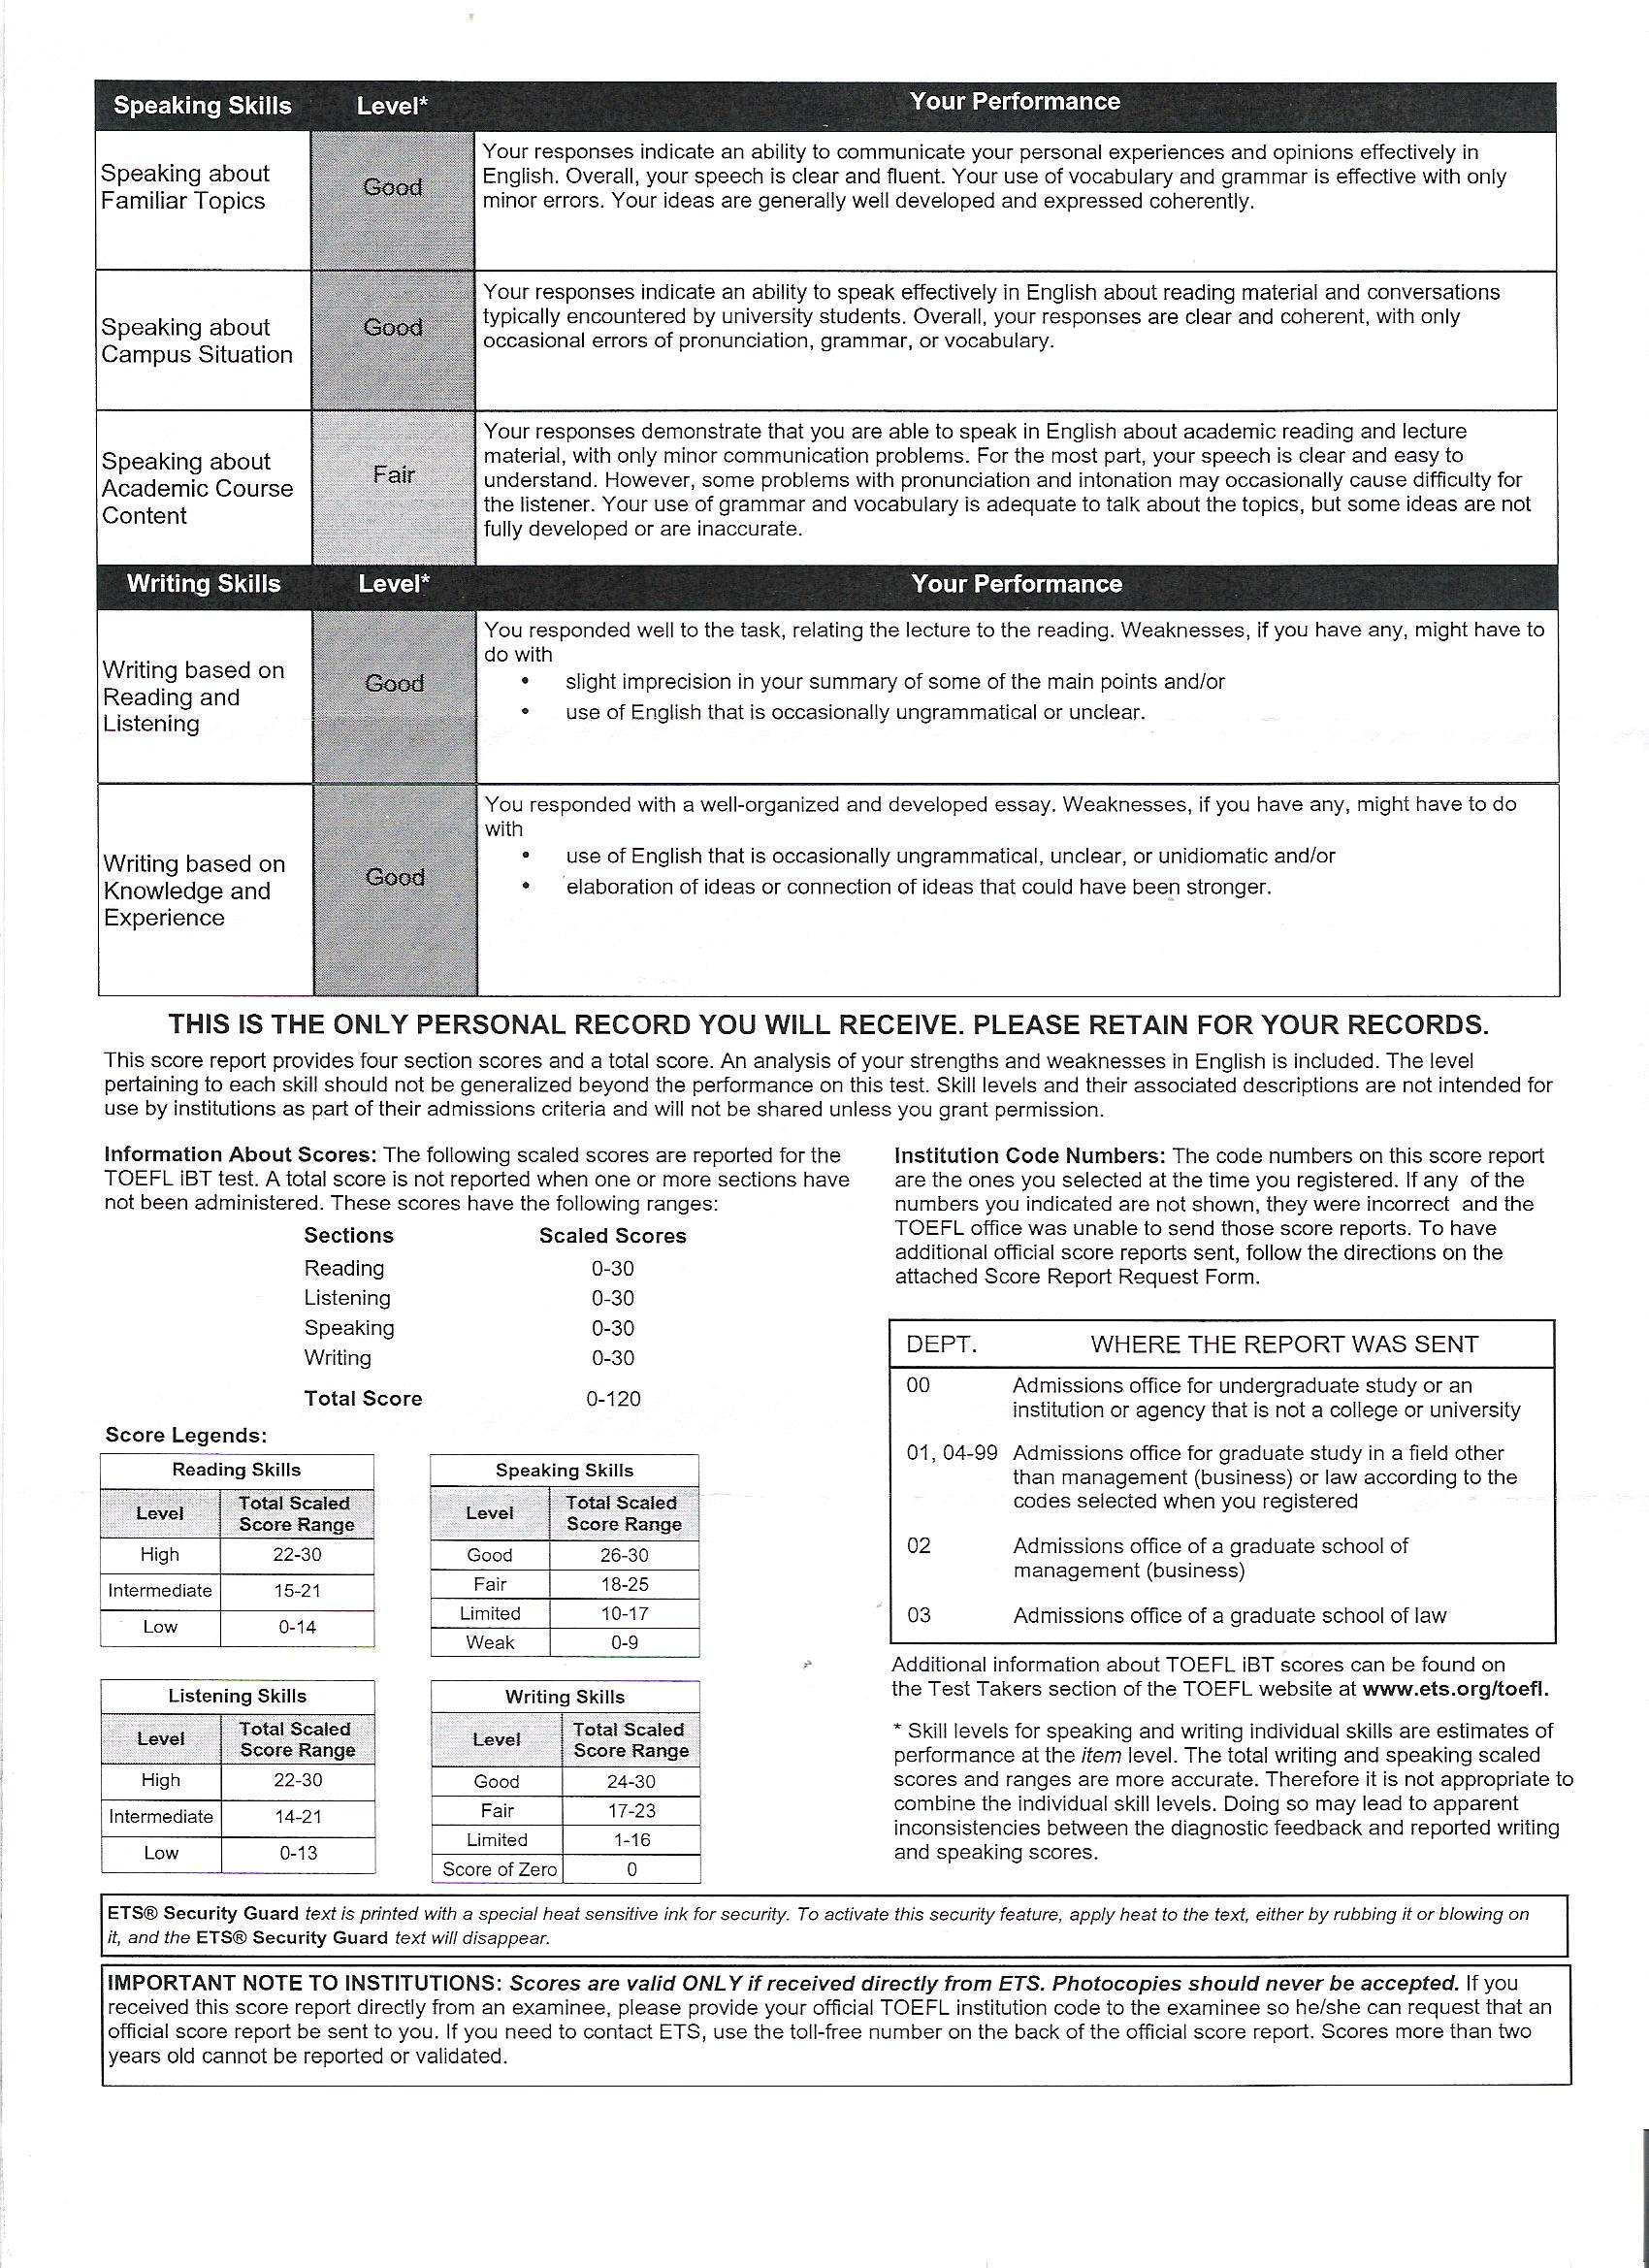 Speaking Skills Level* Your Performance
Speaking about
Familiar Topics
Good
Your responses indicate an ability to communicate your personal experiences and opinions effectively in
English. Overall, your speech is clear and fluent. Your use of vocabulary and grammar is effective with only
minor errors. Your ideas are generally well developed and expressed coherently.
Speaking about
Campus Situation
Good
Your responses indicate an ability to speak effectively in English about reading material and conversations
typically encountered by university students. Overall, your responses are clear and coherent, with only
occasional errors of pronunciation, grammar, or vocabulary.
Speaking about
Academic Course
Content
Fair
Your responses demonstrate that you are able to speak in English about academic reading and lecture
material, with only minor communication problems. For the most part, your speech is clear and easy to
understand. However, some problems with pronunciation and intonation may occasionally cause difficulty for
the listener. Your use of grammar and vocabulary is adequate to talk about the topics, but some ideas are not
fully developed or are inaccurate.
Writing Skills Level* Your Performance
Writing based on
Reading and
Listening
Good
You responded well to the task, relating the lecture to the reading. Weaknesses, if you have any, might have to
do with
• slight imprecision in your summary of some of the main points and/or
• use of English that is occasionally ungrammatical or unclear.
Writing based on
Knowledge and
Experience
Good
You responded with a well-organized and developed essay. Weaknesses, if you have any, might have to do
with
• use of English that is occasionally ungrammatical, unclear, or unidiomatic and/or
• elaboration of ideas or connection of ideas that could have been stronger.
THIS IS THE ONLY PERSONAL RECORD YOU WILL RECEIVE. PLEASE RETAIN FOR YOUR RECORDS.
This score report provides four section scores and a total score. An analysis of your strengths and weaknesses in English is included. The level
pertaining to each skill should not be generalized beyond the performance on this test. Skill levels and their associated descriptions are not intended for
use by institutions as part of their admissions criteria and will not be shared unless you grant permission.
Information About Scores: The following scaled scores are reported for the
TOEFL iBT test. A total score is not reported when one or more sections have
not been administered. These scores have the following ranges:
Sections Scaled Scores
Reading 0-30
Listening 0-30
Speaking 0-30
Writing 0-30
Total Score 0-120
Score Legends:
Reading Skills
Level Total Scaled
Score Range
High 22-30
Intermediate 15-21
Low 0-14
Speaking Skills
Level Total Scaled
Score Range
Good 26-30
Fair 18-25
Limited 10-17
Weak 0-9
Listening Skills
Level Total Scaled
Score Range
High 22-30
Intermediate 14-21
Low 0-13
Writing Skills
Level Total Scaled
Score Range
Good 24-30
Fair 17-23
Limited 1-16
Score of Zero 0
Institution Code Numbers: The code numbers on this score report
are the ones you selected at the time you registered. If any of the
numbers you indicated are not shown, they were incorrect and the
TOEFL office was unable to send those score reports. To have
additional official score reports sent, follow the directions on the
attached Score Report Request Form.
DEPT. WHERE THE REPORT WAS SENT
00 Admissions office for undergraduate study or an
institution or agency that is not a college or university
01, 04-99 Admissions office for graduate study in a field other
than management (business) or law according to the
codes selected when you registered
02 Admissions office of a graduate school of
management (business)
03 Admissions office of a graduate school of law
Additional information about TOEFL iBT scores can be found on
the Test Takers section of the TOEFL website at www.ets.org/toefl.
* Skill levels for speaking and writing individual skills are estimates of
performance at the item level. The total writing and speaking scaled
scores and ranges are more accurate. Therefore it is not appropriate to
combine the individual skill levels. Doing so may lead to apparent
inconsistencies between the diagnostic feedback and reported writing
and speaking scores.
ETS® Security Guard text is printed with a special heat sensitive ink for security. To activate this security feature, apply heat to the text, either by rubbing it or blowing on
it, and the ETS® Security Guard text will disappear.
IMPORTANT NOTE TO INSTITUTIONS: Scores are valid ONLY if received directly from ETS. Photocopies should never be accepted. If you
received this score report directly from an examinee, please provide your official TOEFL institution code to the examinee so he/she can request that an
official score report be sent to you. If you need to contact ETS, use the toll-free number on the back of the official score report. Scores more than two
years old cannot be reported or validated.